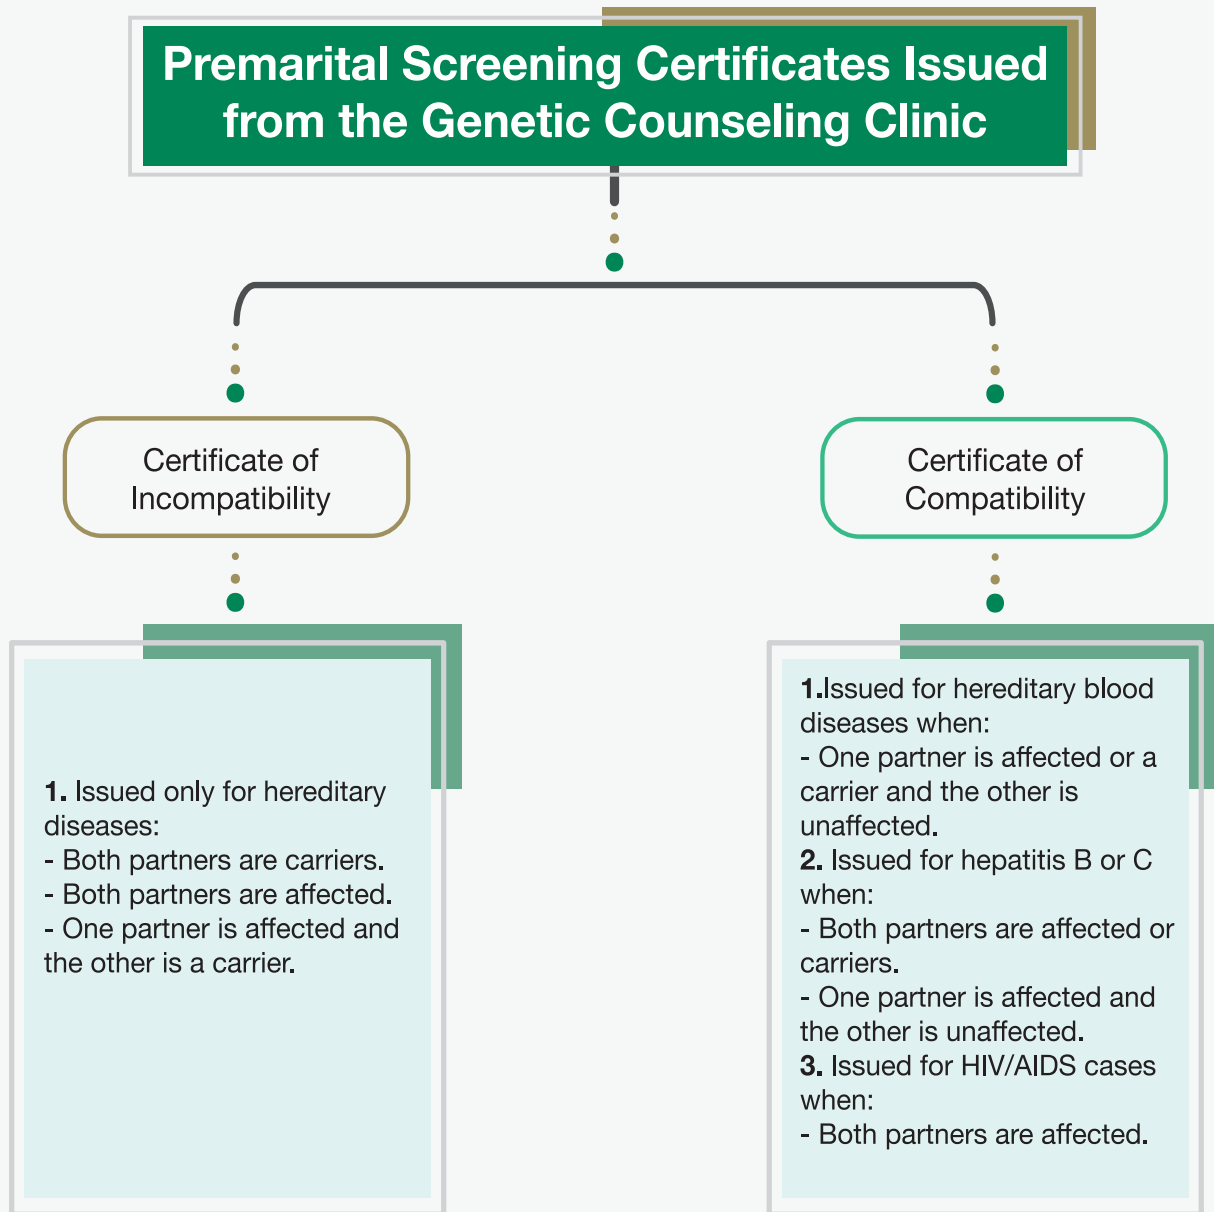 Premarital Screening Certificates Issued
from the Genetic Counseling Clinic
Certificate of
Incompatibility
1. Issued only for hereditary
diseases:
- Both partners are carriers.
- Both partners are affected.
- One partner is affected and
the other is a carrier.
Certificate of
Compatibility
1.Issued for hereditary blood
diseases when:
- One partner is affected or a
carrier and the other is
unaffected.
2. Issued for hepatitis B or C
when:
- Both partners are affected or
carriers.
- One partner is affected and
the other is unaffected.
3. Issued for HIV/AIDS cases
when:
- Both partners are affected.